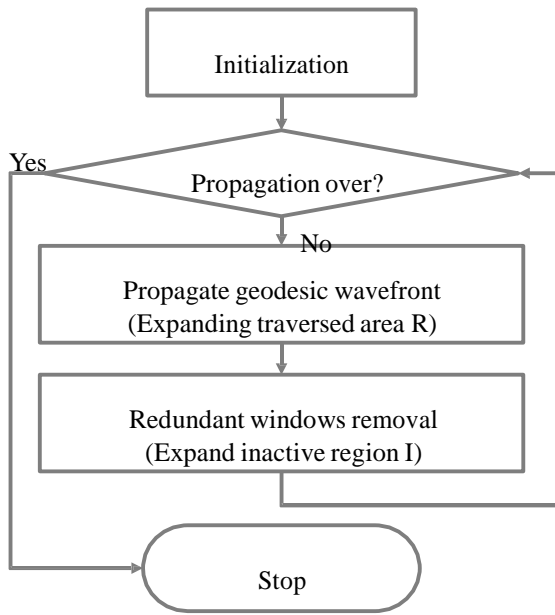 Initialization
Yes
Propagation over?
No
Propagate geodesic wavefront
(Expanding traversed area R)
Redundant windows removal
(Expand inactive region I)
Stop